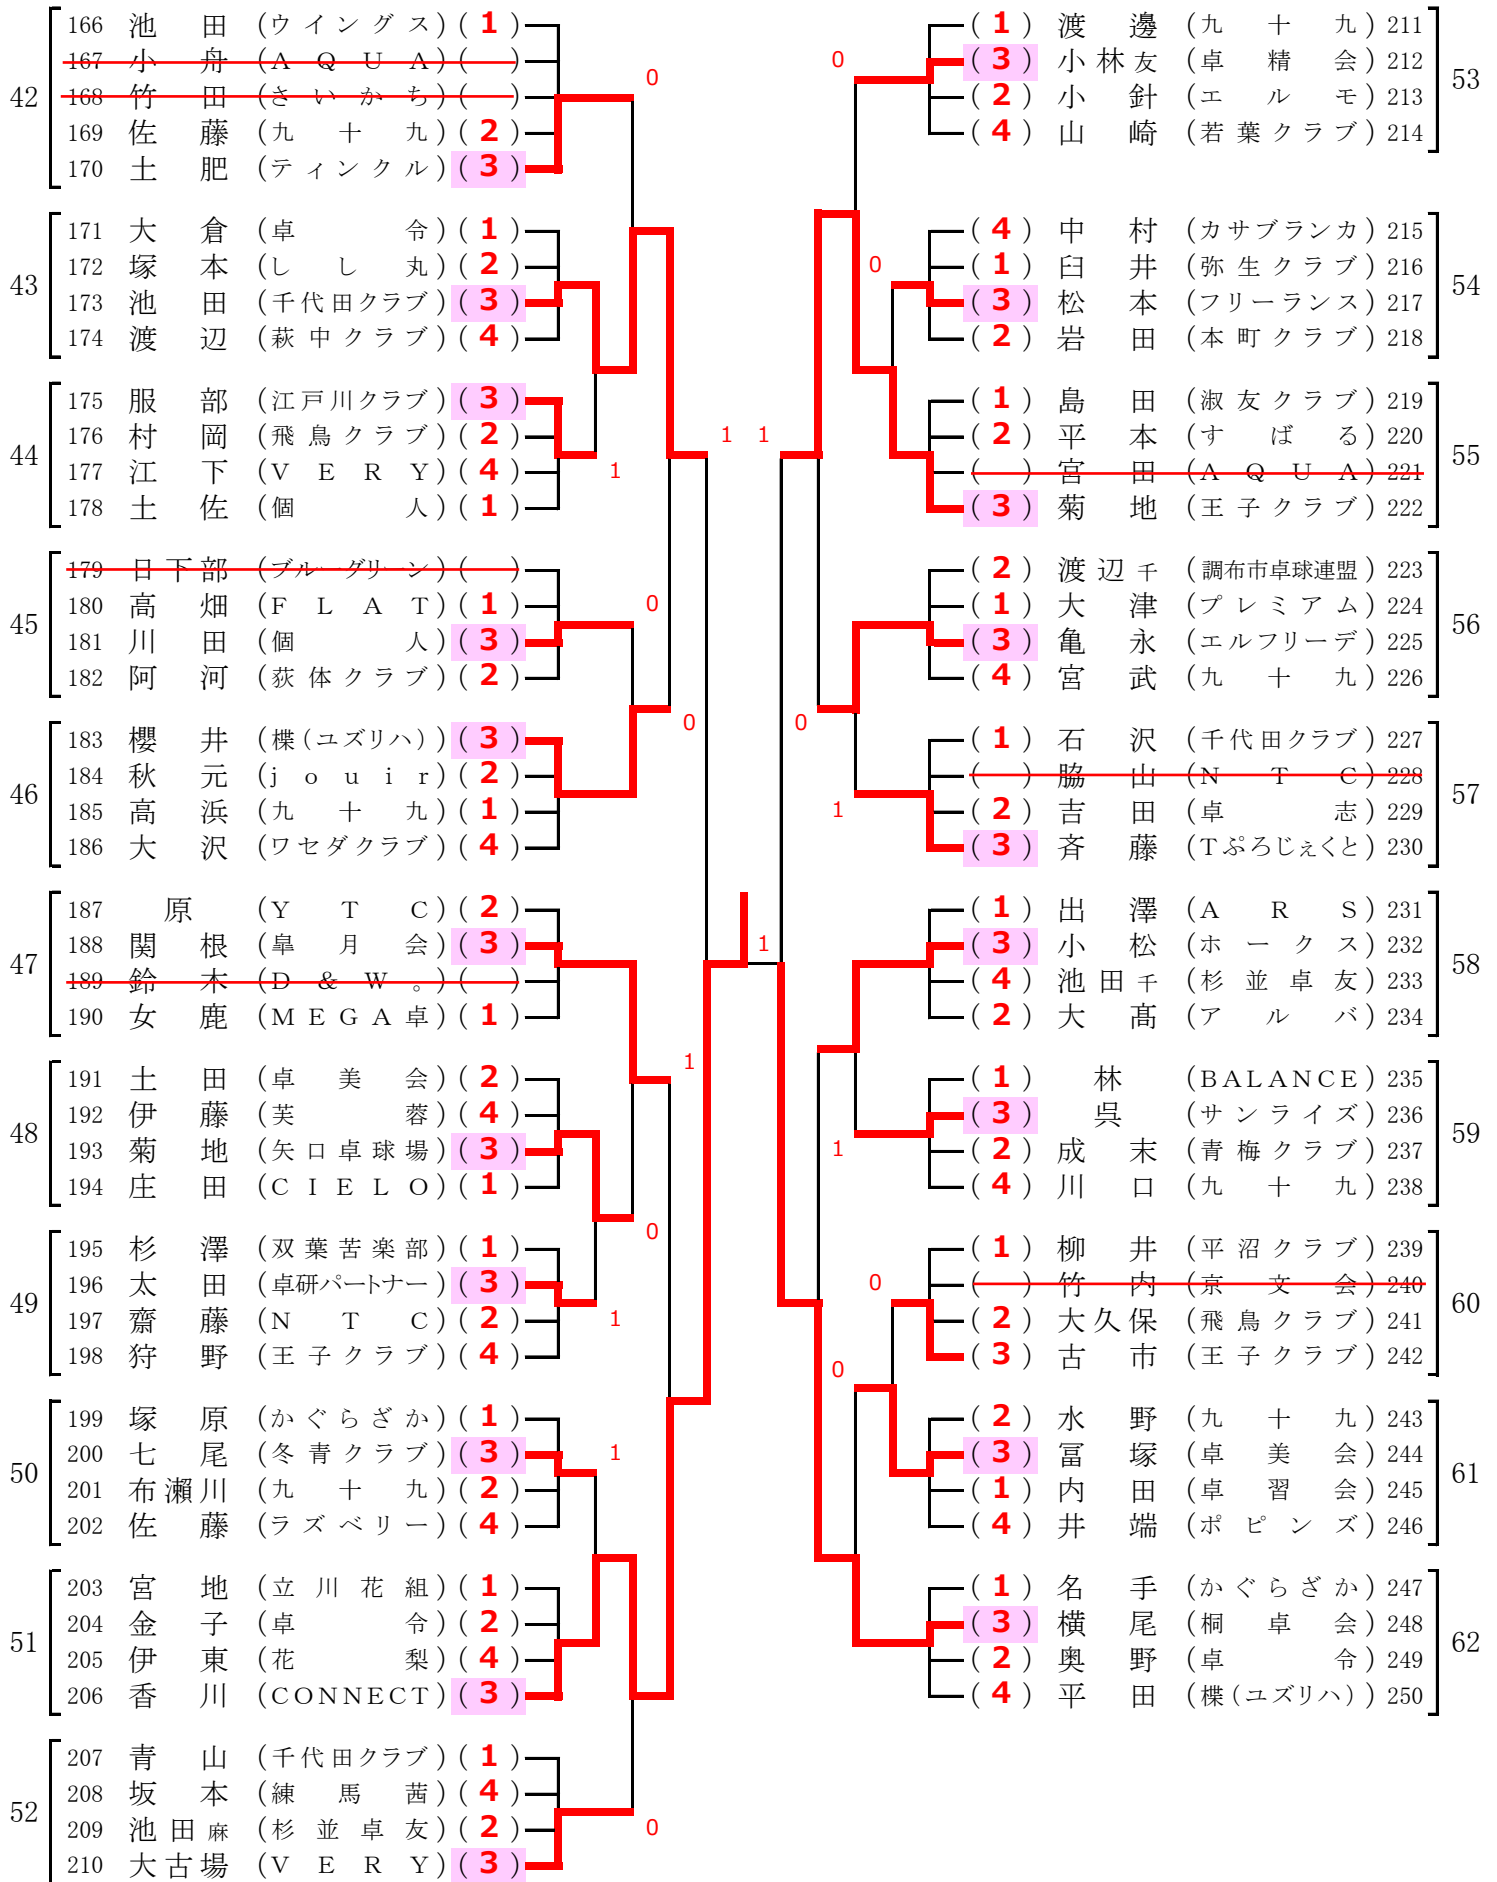 42
166 池田 (ウイングス) (1)
167 小舟 (AQUA) ( )
168 竹田 (さいかち) ( )
169 佐藤 (九十九) (2)
170 土肥 (ティンクル) (3)
0
43
171 大倉 (卓令) (1)
172 塚本 (しし丸) (2)
173 池田 (千代田クラブ) (3)
174 渡辺 (萩中クラブ) (4)
44
175 服部 (江戸川クラブ) (3)
176 村岡 (飛鳥クラブ) (2)
177 江下 (VERY) (4)
178 土佐 (個人) (1)
1
1
45
179 日下部 (ブルーグリーン) ( )
180 高畑 (FLAT) (1)
181 川田 (個人) (3)
182 阿河 (荻体クラブ) (2)
0
46
183 櫻井 (楪(ユズリハ)) (3)
184 秋元 (jouir) (2)
185 高浜 (九十九) (1)
186 大沢 (ワセダクラブ) (4)
0
47
187 原 (YTC) (2)
188 関根 (皐月会) (3)
189 鈴木 (D&W。) ( )
190 女鹿 (MEGA卓) (1)
1
48
191 土田 (卓美会) (2)
192 伊藤 (芙蓉) (4)
193 菊地 (矢口卓球場) (3)
194 庄田 (CIELO) (1)
1
0
49
195 杉澤 (双葉苦楽部) (1)
196 太田 (卓研パートナー) (3)
197 齋藤 (NTC) (2)
198 狩野 (王子クラブ) (4)
1
50
199 塚原 (かぐらざか) (1)
200 七尾 (冬青クラブ) (3)
201 布瀬川 (九十九) (2)
202 佐藤 (ラズベリー) (4)
1
51
203 宮地 (立川花組) (1)
204 金子 (卓令) (2)
205 伊東 (花梨) (4)
206 香川 (CONNECT) (3)
52
207 青山 (千代田クラブ) (1)
208 坂本 (練馬茜) (4)
209 池田麻 (杉並卓友) (2)
210 大古場 (VERY) (3)
0
53
(1) 渡邊 (九十九) 211
(3) 小林友 (卓精会) 212
(2) 小針 (エルモ) 213
(4) 山崎 (若葉クラブ) 214
0
54
(4) 中村 (カサブランカ) 215
(1) 臼井 (弥生クラブ) 216
(3) 松本 (フリーランス) 217
(2) 岩田 (本町クラブ) 218
0
55
(1) 島田 (淑友クラブ) 219
(2) 平本 (すばる) 220
( ) 宮田 (AQUA) 221
(3) 菊地 (王子クラブ) 222
1
56
(2) 渡辺千 (調布市卓球連盟) 223
(1) 大津 (プレミアム) 224
(3) 亀永 (エルフリーデ) 225
(4) 宮武 (九十九) 226
0
57
(1) 石沢 (千代田クラブ) 227
( ) 脇山 (NTC) 228
(2) 吉田 (卓志) 229
(3) 斉藤 (Tぷろじぇくと) 230
1
58
(1) 出澤 (ARS) 231
(3) 小松 (ホークス) 232
(4) 池田千 (杉並卓友) 233
(2) 大髙 (アルバ) 234
59
(1) 林 (BALANCE) 235
(3) 呉 (サンライズ) 236
(2) 成末 (青梅クラブ) 237
(4) 川口 (九十九) 238
1
60
(1) 柳井 (平沼クラブ) 239
( ) 竹内 (京文会) 240
(2) 大久保 (飛鳥クラブ) 241
(3) 古市 (王子クラブ) 242
0
0
61
(2) 水野 (九十九) 243
(3) 冨塚 (卓美会) 244
(1) 内田 (卓習会) 245
(4) 井端 (ポピンズ) 246
62
(1) 名手 (かぐらざか) 247
(3) 横尾 (桐卓会) 248
(2) 奥野 (卓令) 249
(4) 平田 (楪(ユズリハ)) 250